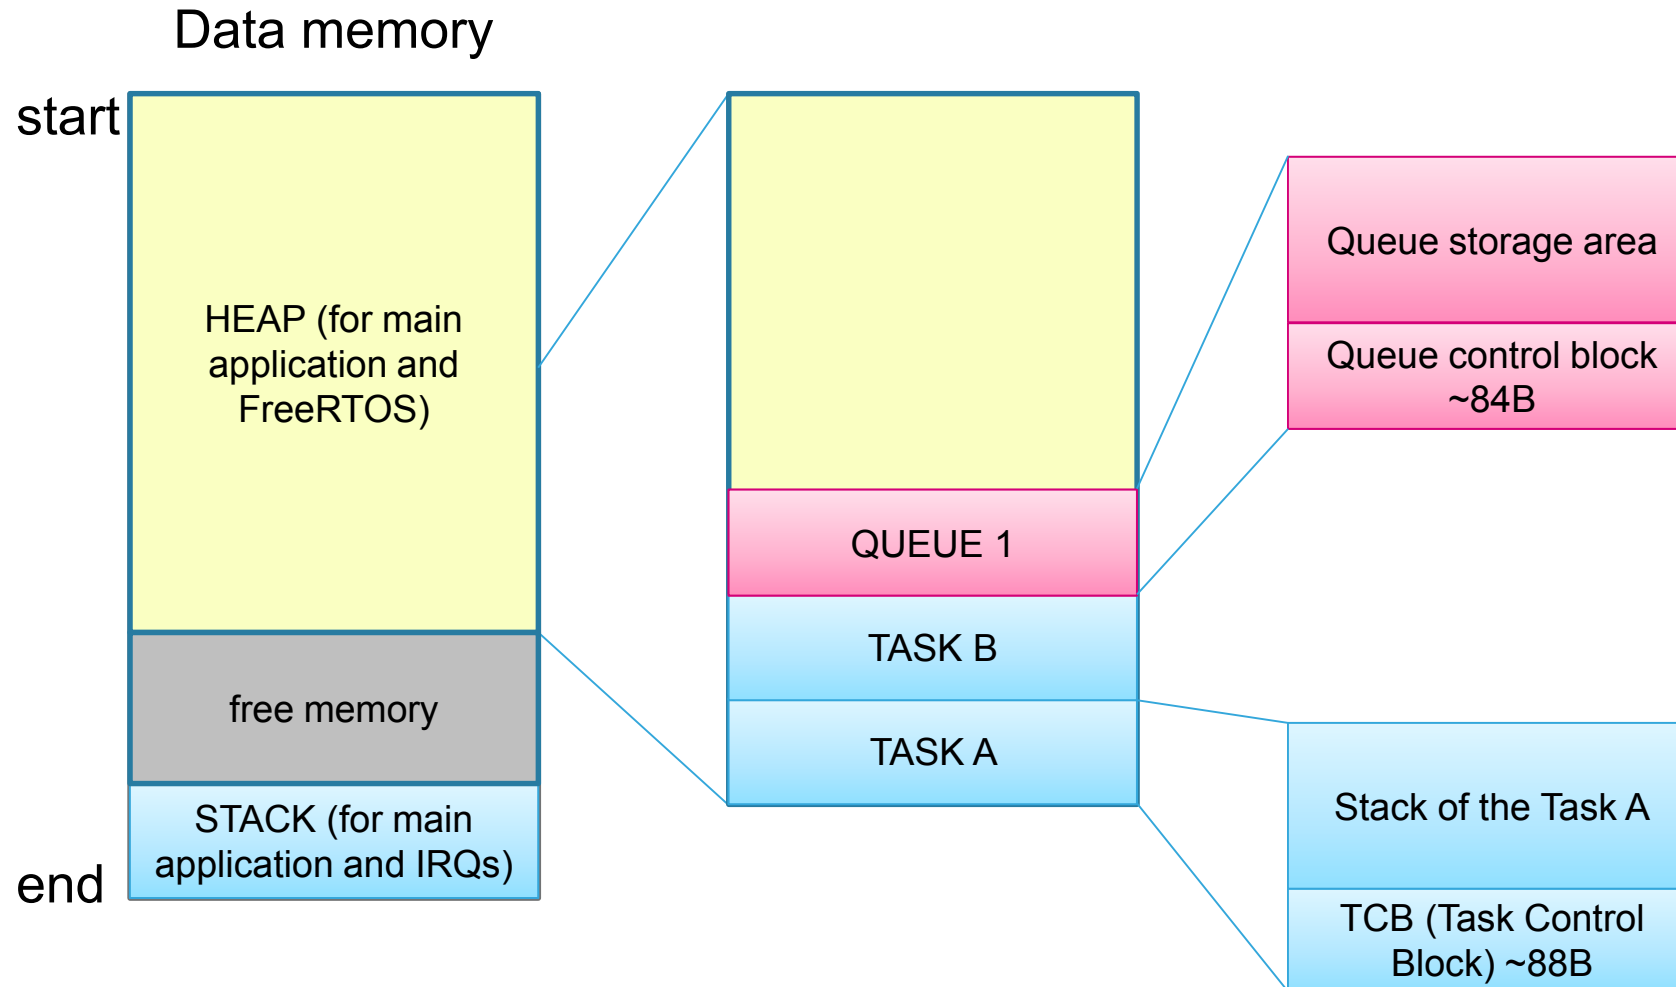 Data memory
start
HEAP (for main
application and
FreeRTOS)
free memory
STACK (for main
application and IRQs)
end
QUEUE 1
TASK B
TASK A
Queue storage area
Queue control block
~84B
Stack of the Task A
TCB (Task Control
Block) ~88B